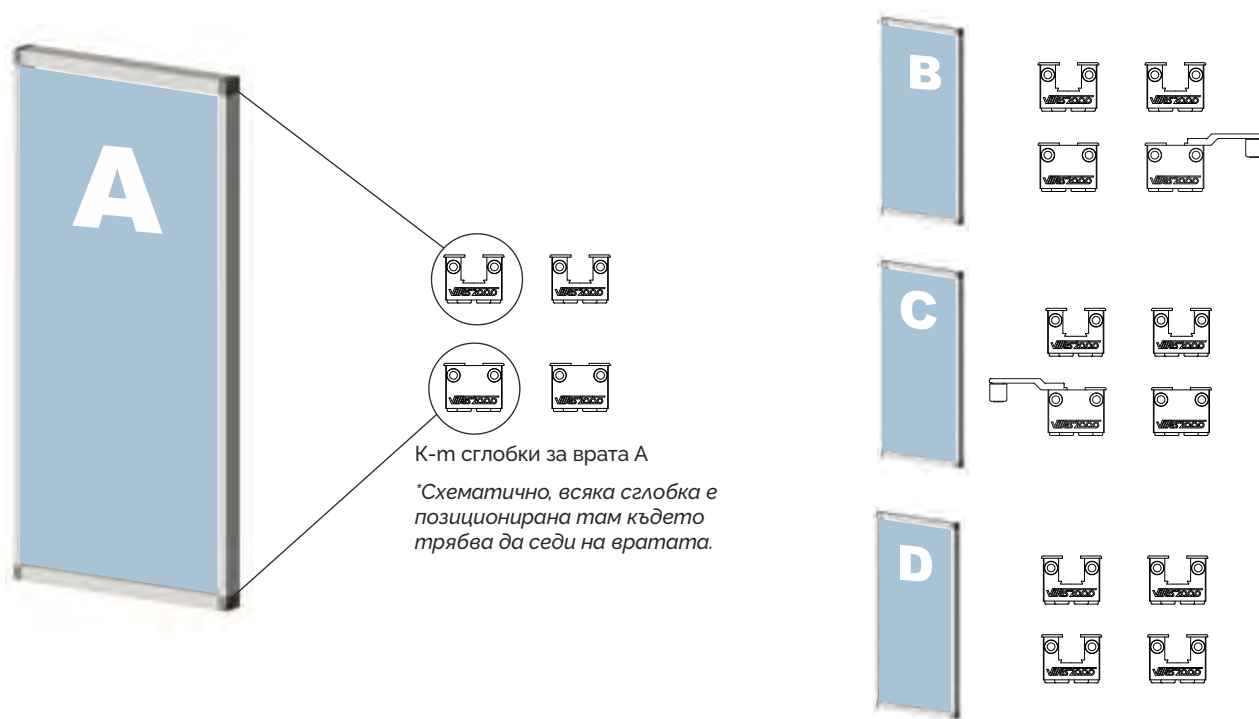 A
К-т сглобки за врата А
*Схематично, всяка сглобка е
позиционирана там където
трябва да седи на вратата.
B
C
D